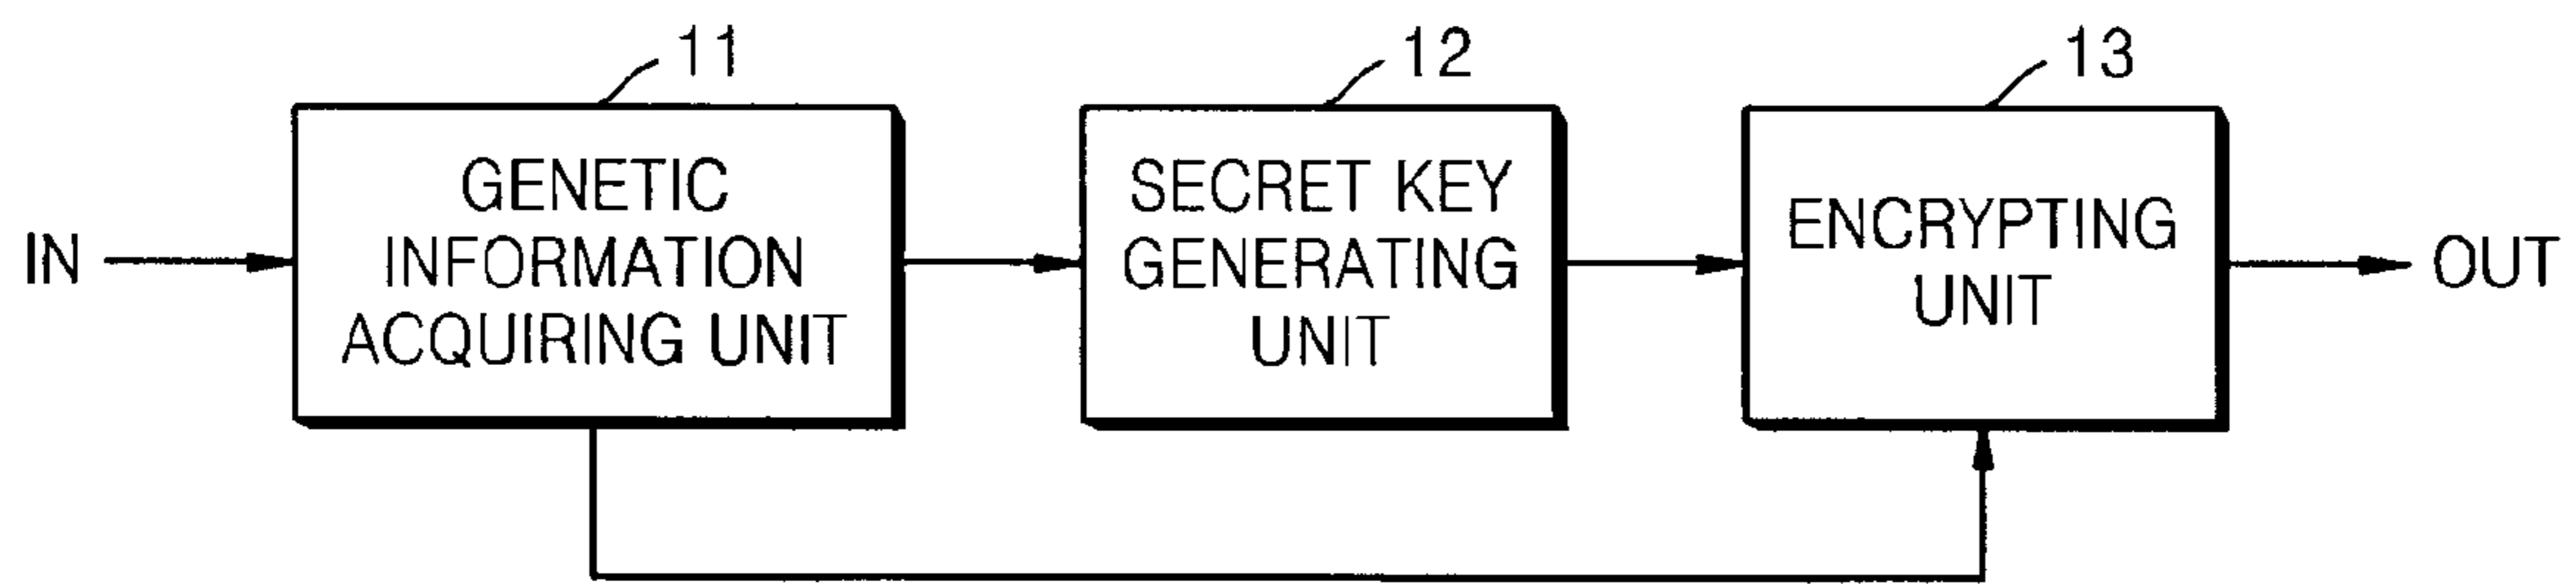 11
12
13
IN
GENETIC
INFORMATION
ACQUIRING UNIT
SECRET KEY
GENERATING
UNIT
ENCRYPTING
UNIT
OUT